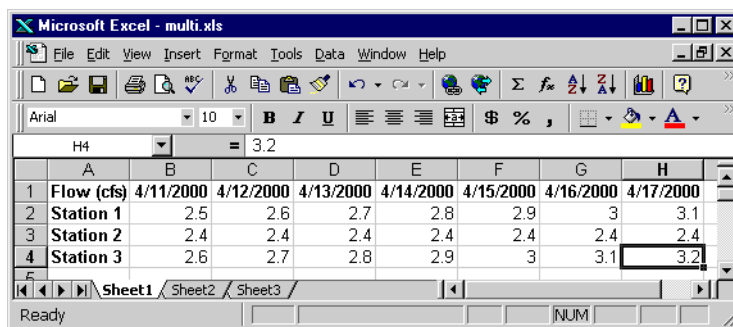 Microsoft Excel - multi.xls
File Edit View Insert Format Tools Data Window Help
ABC Σ fx A Z Z A ?
Arial 10 B I U a $ % , A
H4 = 3.2
A B C D E F G H
1 Flow (cfs) 4/11/2000 4/12/2000 4/13/2000 4/14/2000 4/15/2000 4/16/2000 4/17/2000
2 Station 1 2.5 2.6 2.7 2.8 2.9 3 3.1
3 Station 2 2.4 2.4 2.4 2.4 2.4 2.4 2.4
4 Station 3 2.6 2.7 2.8 2.9 3 3.1 3.2
5
Sheet1 Sheet2 Sheet3
Ready NUM